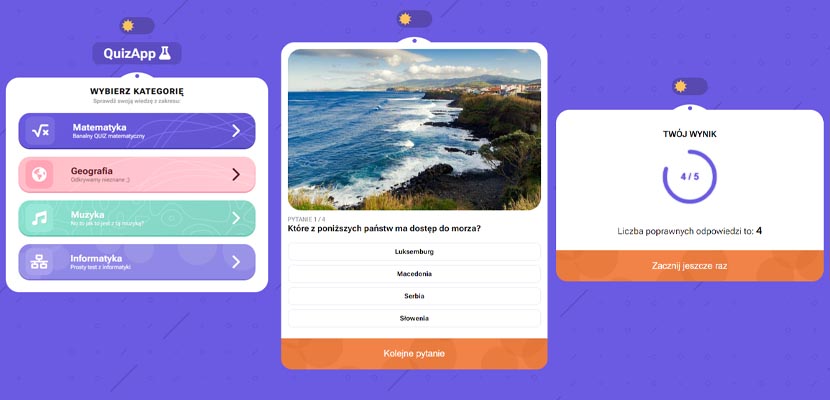 QuizApp
WYBIERZ KATEGORIĘ
Sprawdź swoją wiedzę z zakresu:
Matematyka
Banalny QUIZ matematyczny
Geografia
Odkrywamy nieznane ;)
Muzyka
No to jak to jest z tą muzyką?
Informatyka
Prosty test z informatyki
PYTANIE 1 / 4
Które z poniższych państw ma dostęp do morza?
Luksemburg
Macedonia
Serbia
Słowenia
Kolejne pytanie
TWÓJ WYNIK
4 / 5
Liczba poprawnych odpowiedzi to: 4
Zacznij jeszcze raz